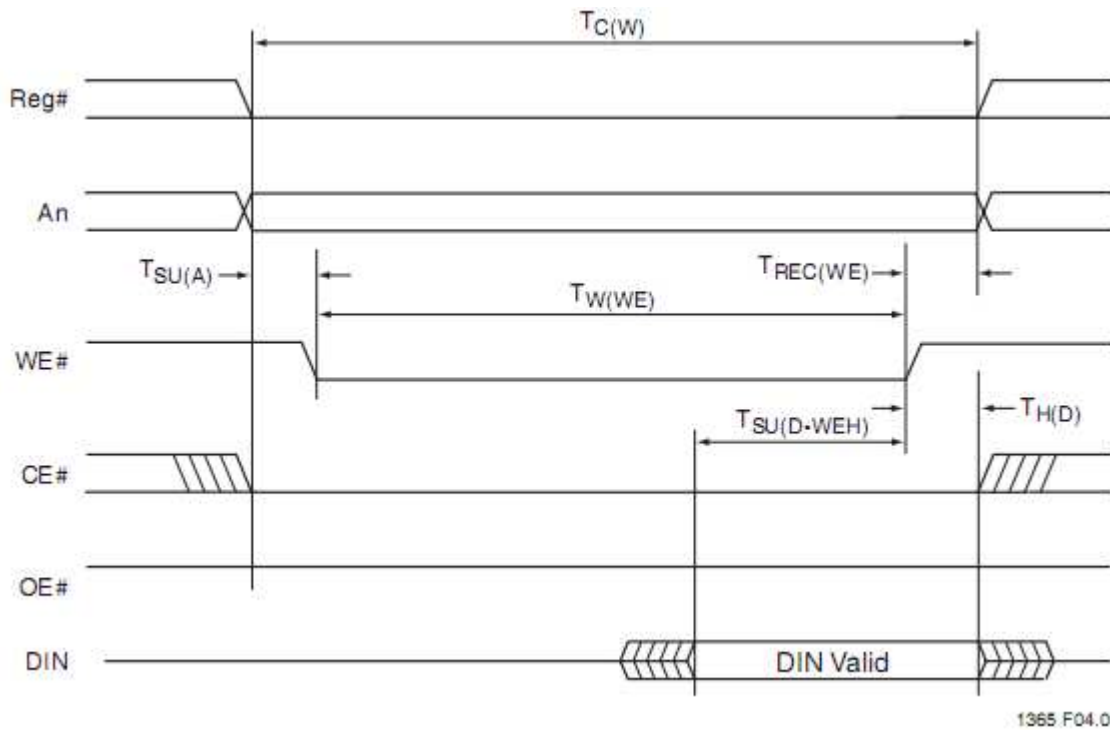 TC(W)
Reg#
An
TSU(A)
TREC(WE)
TW(WE)
WE#
TSU(D-WEH)
TH(D)
CE#
OE#
DIN
DIN Valid
1365 F04.0